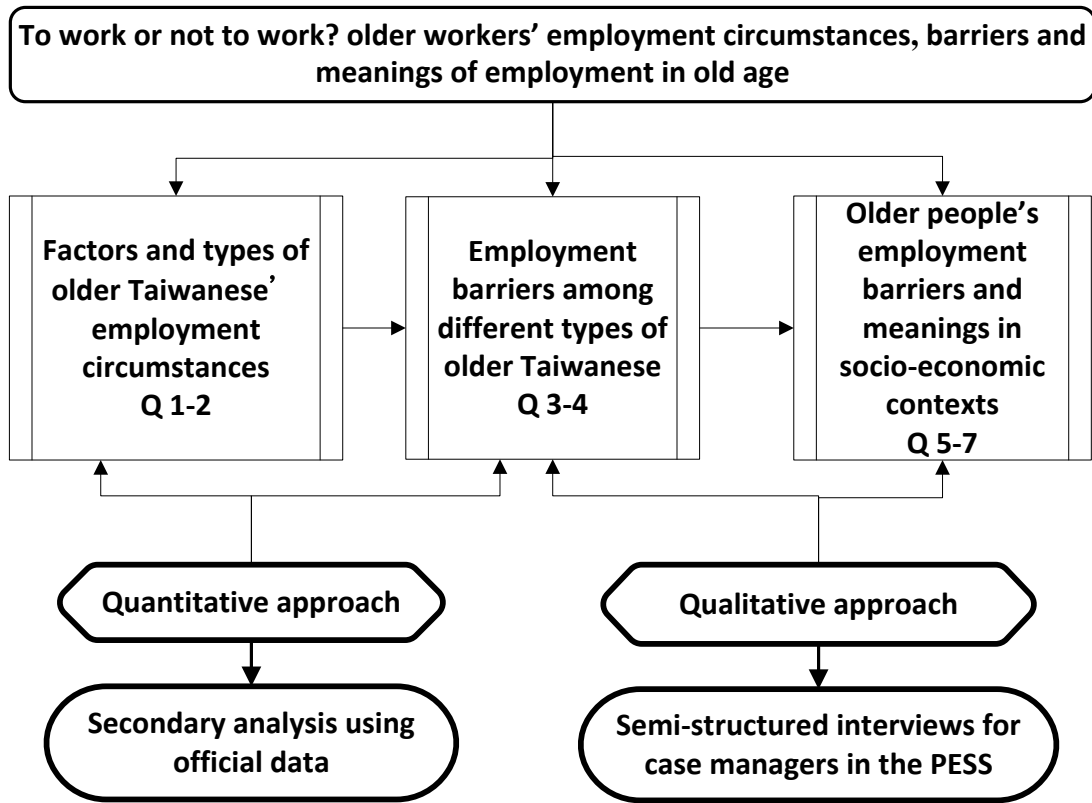 To work or not to work? older workers’ employment circumstances, barriers and
meanings of employment in old age
Factors and types of
older Taiwanese’
employment
circumstances
Q 1-2
Employment
barriers among
different types of
older Taiwanese
Q 3-4
Older people’s
employment
barriers and
meanings in
socio-economic
contexts
Q 5-7
Quantitative approach
Qualitative approach
Secondary analysis using
official data
Semi-structured interviews for
case managers in the PESS